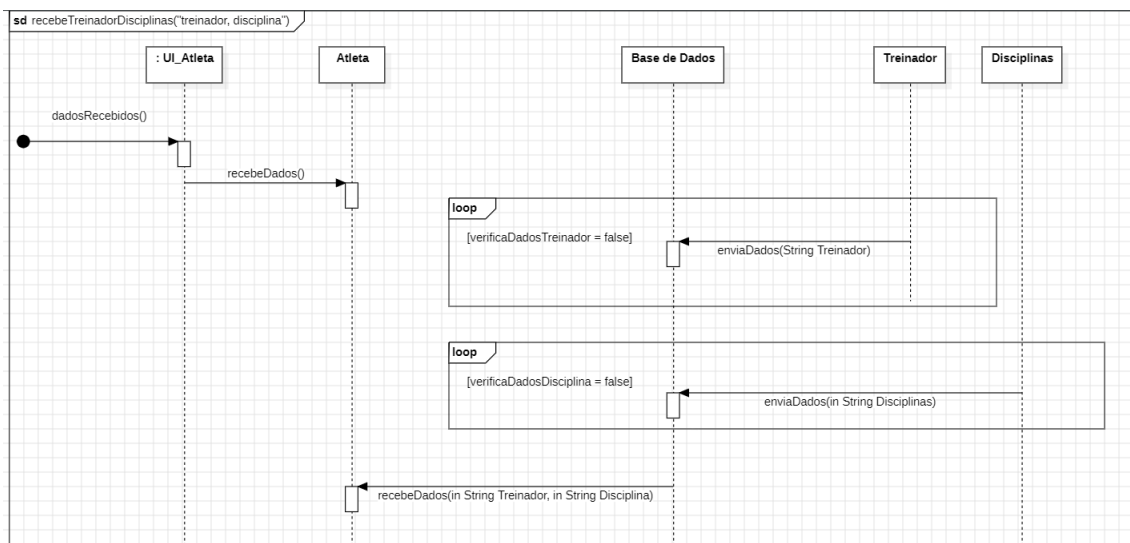 sd recebeTreinadorDisciplinas("treinador, disciplina")
: UI_Atleta
Atleta
Base de Dados
Treinador
Disciplinas
dadosRecebidos()
recebeDados()
loop
[verificaDadosTreinador = false]
enviaDados(String Treinador)
loop
[verificaDadosDisciplina = false]
enviaDados(in String Disciplinas)
recebeDados(in String Treinador, in String Disciplina)